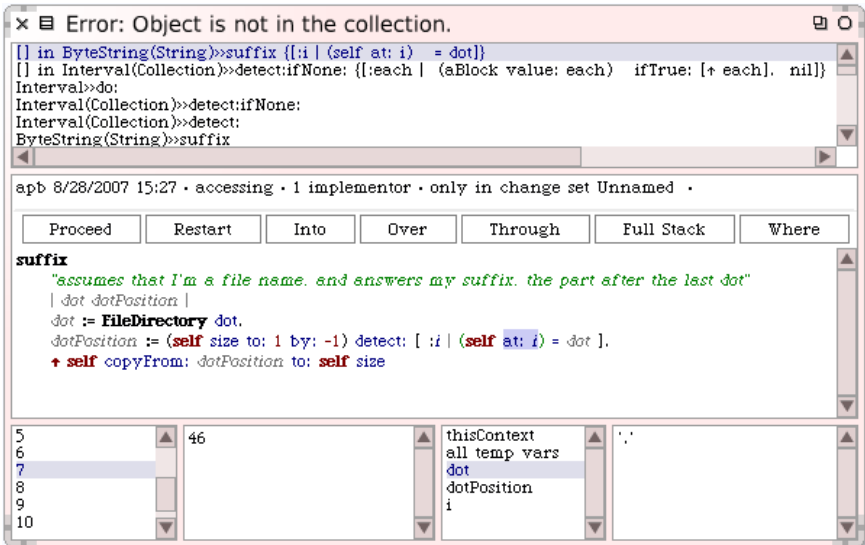 Error: Object is not in the collection.
[] in ByteString(String)>>suffix {[:i | (self at: i) = dot]}
[] in Interval(Collection)>>detect:ifNone: {[:each | (aBlock value: each) ifTrue: [↑ each]. nil]}
Interval>>do:
Interval(Collection)>>detect:ifNone:
Interval(Collection)>>detect:
ByteString(String)>>suffix
apb 8/28/2007 15:27 · accessing · 1 implementor · only in change set Unnamed ·
Proceed Restart Into Over Through Full Stack Where
suffix
"assumes that I'm a file name, and answers my suffix, the part after the last dot"
| dot dotPosition |
dot := FileDirectory dot.
dotPosition := (self size to: 1 by: -1) detect: [ :i | (self at: i) = dot ].
↑ self copyFrom: dotPosition to: self size
5
6
7
8
9
10
46
thisContext
all temp vars
dot
dotPosition
i
'.'